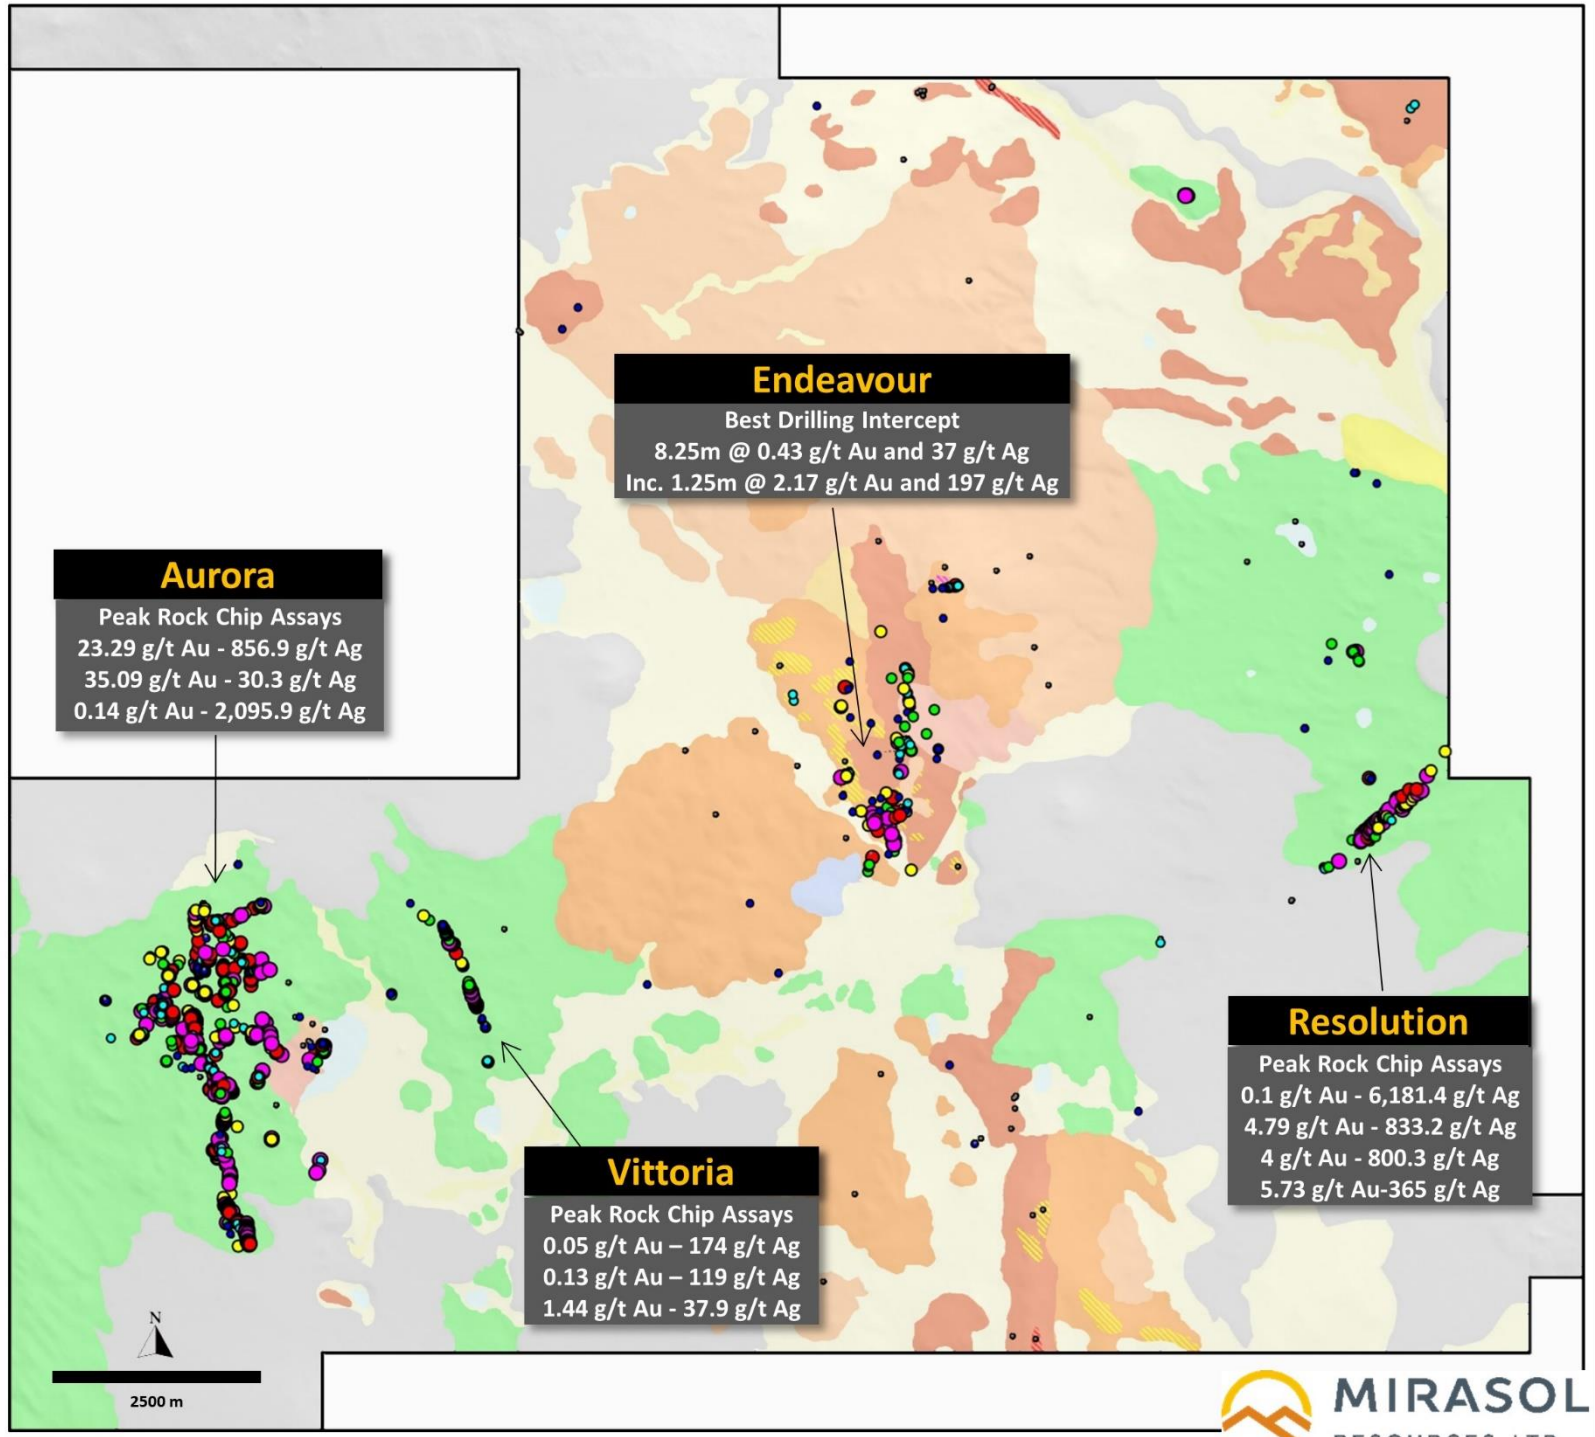 Endeavour
Best Drilling Intercept
8.25m @ 0.43 g/t Au and 37 g/t Ag
Inc. 1.25m @ 2.17 g/t Au and 197 g/t Ag
Aurora
Peak Rock Chip Assays
23.29 g/t Au - 856.9 g/t Ag
35.09 g/t Au - 30.3 g/t Ag
0.14 g/t Au - 2,095.9 g/t Ag
Resolution
Peak Rock Chip Assays
0.1 g/t Au - 6,181.4 g/t Ag
4.79 g/t Au - 833.2 g/t Ag
4 g/t Au - 800.3 g/t Ag
5.73 g/t Au-365 g/t Ag
Vittoria
Peak Rock Chip Assays
0.05 g/t Au – 174 g/t Ag
0.13 g/t Au – 119 g/t Ag
1.44 g/t Au - 37.9 g/t Ag
N
2500 m
MIRASOL
RESOURCES LTD